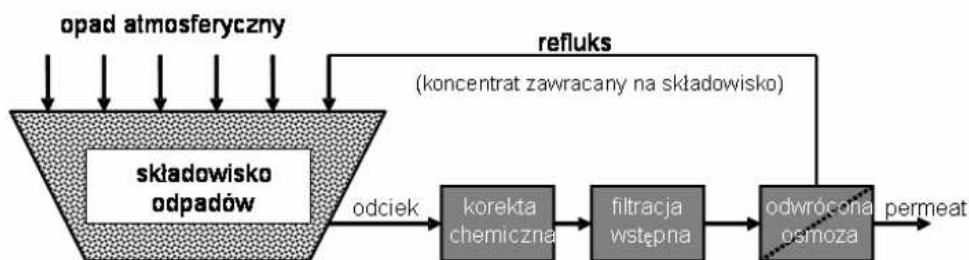 opad atmosferyczny
refluks
(koncentrat zawracany na składowisko)
składowisko
odpadów
odciek
korekta
chemiczna
filtracja
wstępna
odwrócona
osmoza
permeat